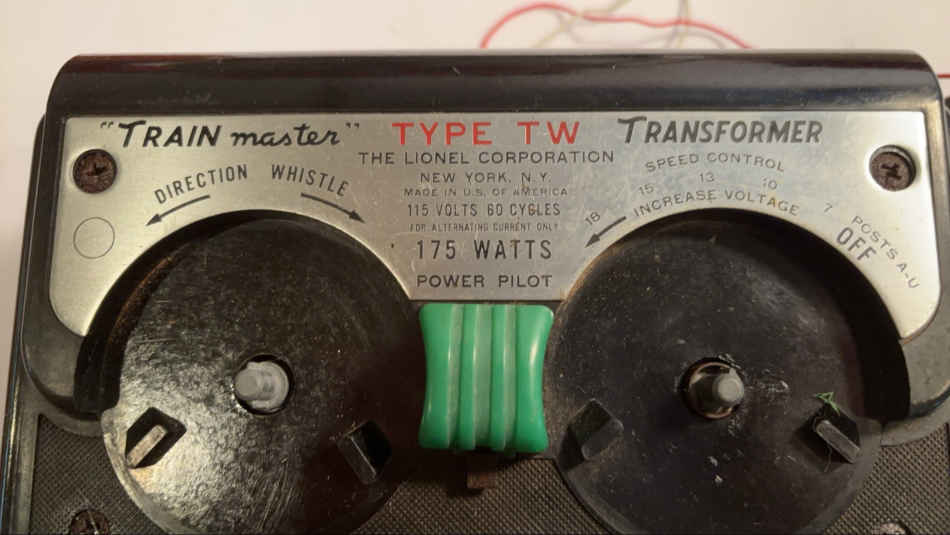 "TRAIN master" TYPE TW TRANSFORMER
THE LIONEL CORPORATION
NEW YORK, N.Y.
MADE IN U.S. OF AMERICA
115 VOLTS 60 CYCLES
FOR ALTERNATING CURRENT ONLY
175 WATTS
POWER PILOT
DIRECTION WHISTLE
SPEED CONTROL
16 15 13 10 7
INCREASE VOLTAGE
OFF
POSTS A-U